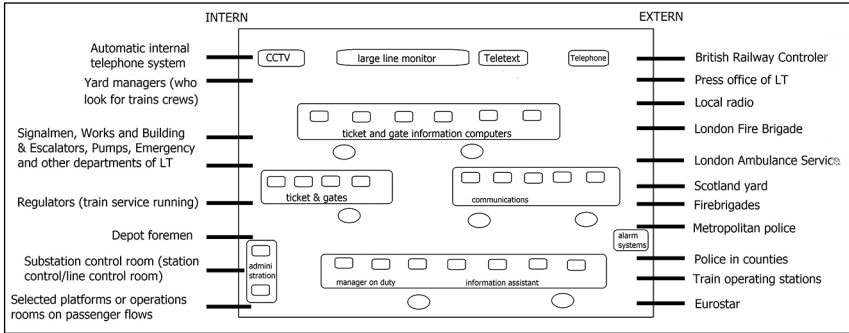 INTERN
EXTERN
Automatic internal
telephone system
Yard managers (who
look for trains crews)
Signalmen, Works and Building
& Escalators, Pumps, Emergency
and other departments of LT
Regulators (train service running)
Depot foremen
Substation control room (station
control/line control room)
Selected platforms or operations
rooms on passenger flows
CCTV
large line monitor
Teletext
Telephone
ticket and gate information computers
ticket & gates
communications
alarm
systems
admini
stration
manager on duty
information assistant
British Railway Controler
Press office of LT
Local radio
London Fire Brigade
London Ambulance Service
Scotland yard
Firebrigades
Metropolitan police
Police in counties
Train operating stations
Eurostar